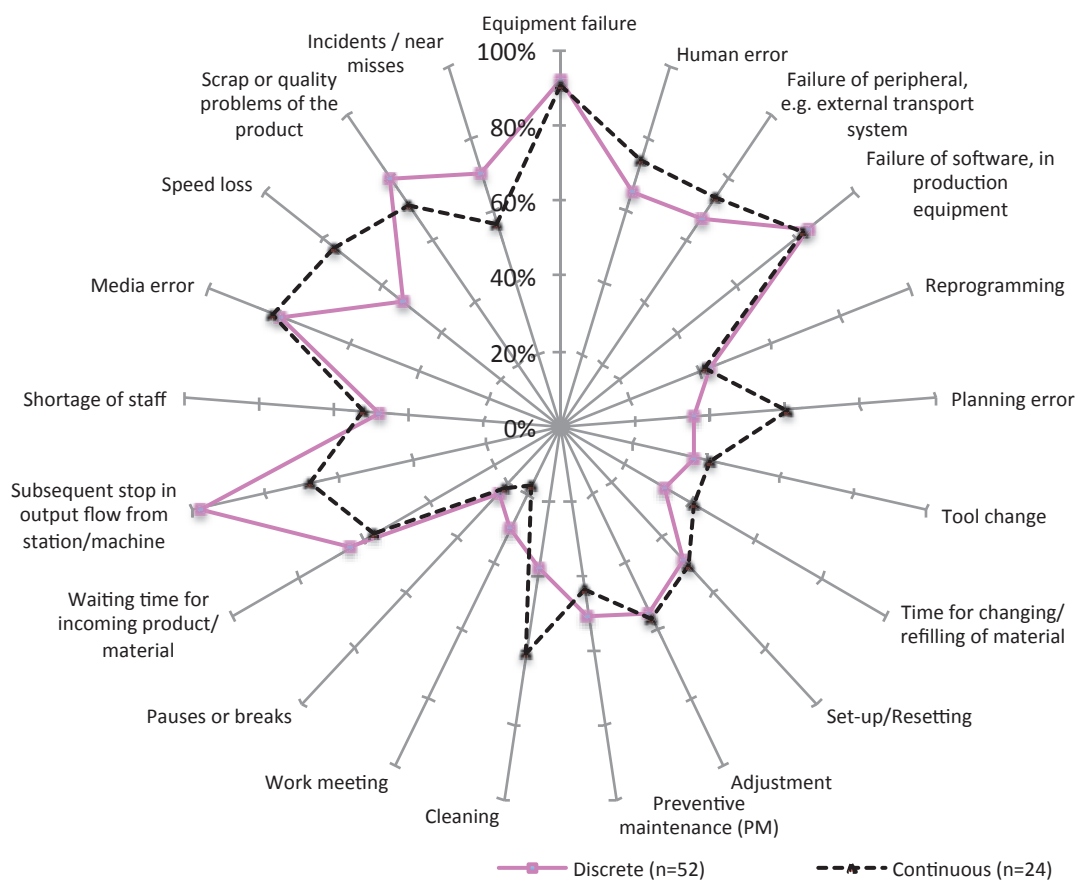 Equipment failure
Human error
Failure of peripheral,
e.g. external transport
system
Failure of software, in
production
equipment
Reprogramming
Planning error
Tool change
Time for changing/
refilling of material
Set-up/Resetting
Adjustment
Preventive
maintenance (PM)
Cleaning
Work meeting
Pauses or breaks
Waiting time for
incoming product/
material
Subsequent stop in
output flow from
station/machine
Shortage of staff
Media error
Speed loss
Scrap or quality
problems of the
product
Incidents / near
misses
100%
80%
60%
40%
20%
0%
Discrete (n=52)
Continuous (n=24)